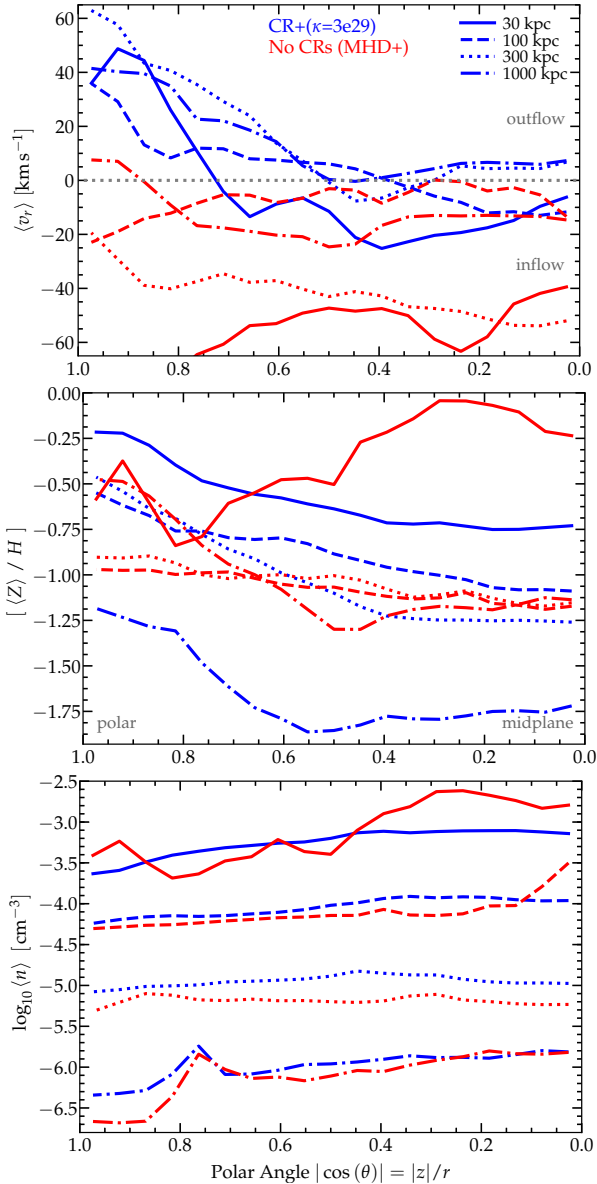 CR+(κ=3e29)
No CRs (MHD+)
30 kpc
100 kpc
300 kpc
1000 kpc
outflow
inflow
⟨v_r⟩ [km s⁻¹]
60
40
20
0
−20
−40
−60
1.0 0.8 0.6 0.4 0.2 0.0
[ ⟨Z⟩ / H ]
0.00
−0.25
−0.50
−0.75
−1.00
−1.25
−1.50
−1.75
polar
midplane
1.0 0.8 0.6 0.4 0.2 0.0
log₁₀ ⟨n⟩ [cm⁻³]
−2.5
−3.0
−3.5
−4.0
−4.5
−5.0
−5.5
−6.0
−6.5
1.0 0.8 0.6 0.4 0.2 0.0
Polar Angle |cos (θ)| = |z|/r